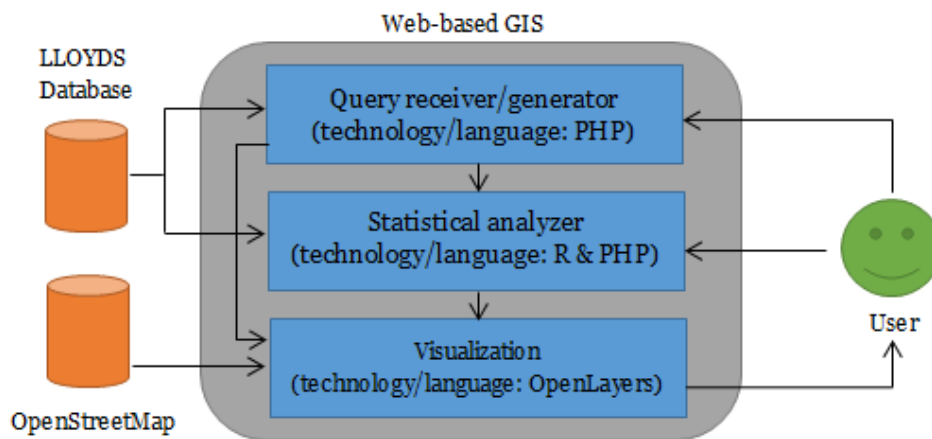 Web-based GIS
LLOYDS
Database
Query receiver/generator
(technology/language: PHP)
Statistical analyzer
(technology/language: R & PHP)
User
Visualization
(technology/language: OpenLayers)
OpenStreetMap